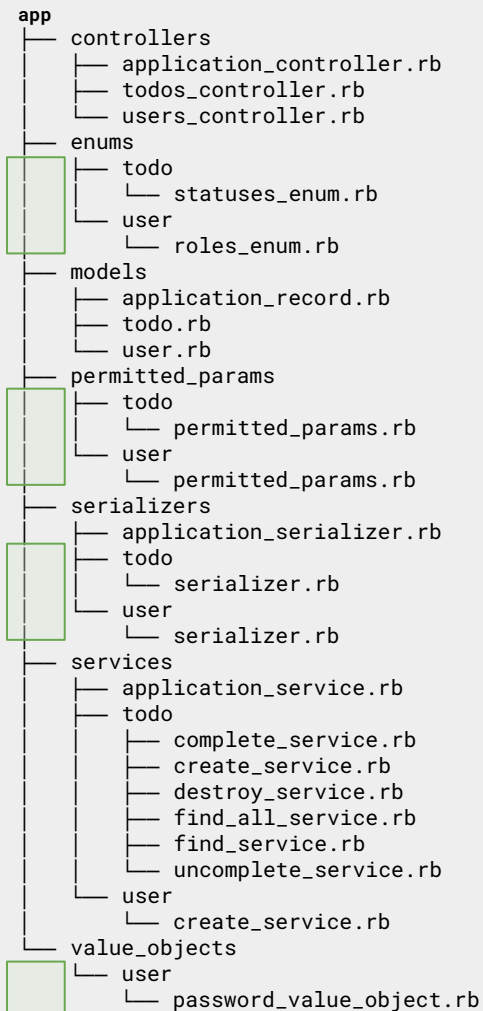 app
├── controllers
│   ├── application_controller.rb
│   ├── todos_controller.rb
│   └── users_controller.rb
├── enums
│   ├── todo
│   │   └── statuses_enum.rb
│   └── user
│       └── roles_enum.rb
├── models
│   ├── application_record.rb
│   ├── todo.rb
│   └── user.rb
├── permitted_params
│   ├── todo
│   │   └── permitted_params.rb
│   └── user
│       └── permitted_params.rb
├── serializers
│   ├── application_serializer.rb
│   ├── todo
│   │   └── serializer.rb
│   └── user
│       └── serializer.rb
├── services
│   ├── application_service.rb
│   ├── todo
│   │   ├── complete_service.rb
│   │   ├── create_service.rb
│   │   ├── destroy_service.rb
│   │   ├── find_all_service.rb
│   │   ├── find_service.rb
│   │   └── uncomplete_service.rb
│   └── user
│       └── create_service.rb
└── value_objects
    └── user
        └── password_value_object.rb